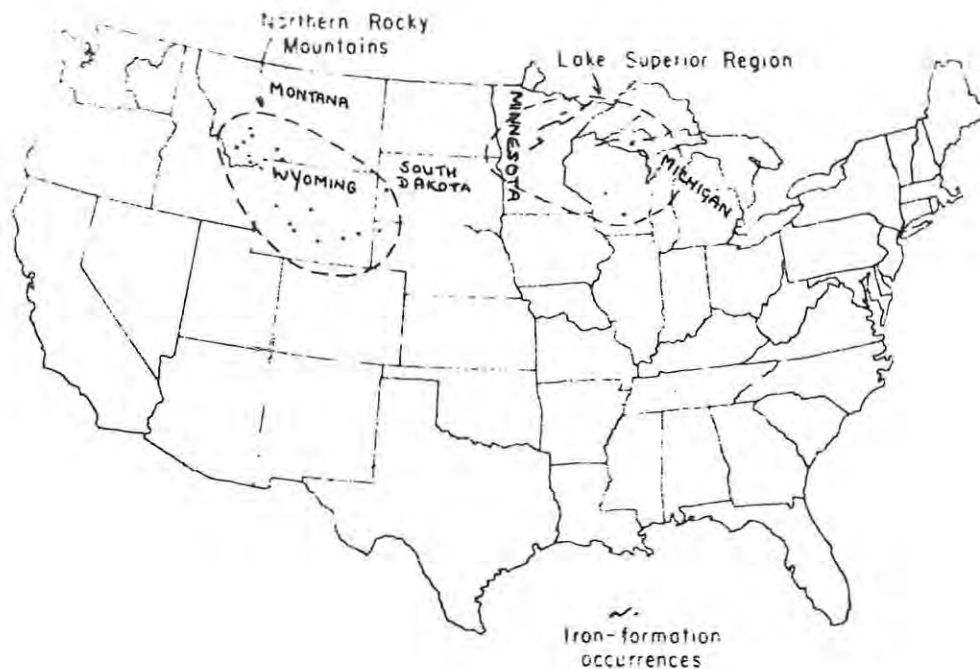 Northern Rocky
Mountains
Lake Superior Region
MONTANA
MINNESOTA
WYOMING
SOUTH
DAKOTA
MICHIGAN
Iron-formation
occurrences